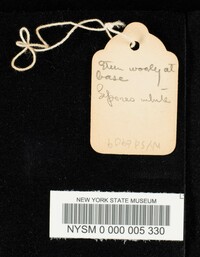 Stem wooly at
base
Spores white
NEW YORK STATE MUSEUM
NYSM 0 000 005 330